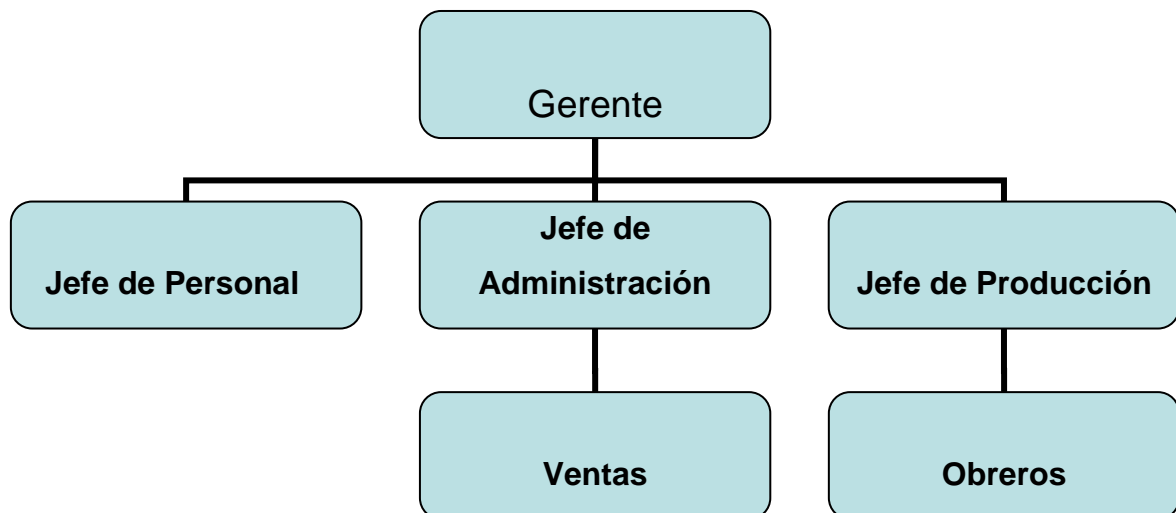 Gerente
Jefe de Personal
Jefe de
Administración
Jefe de Producción
Ventas
Obreros